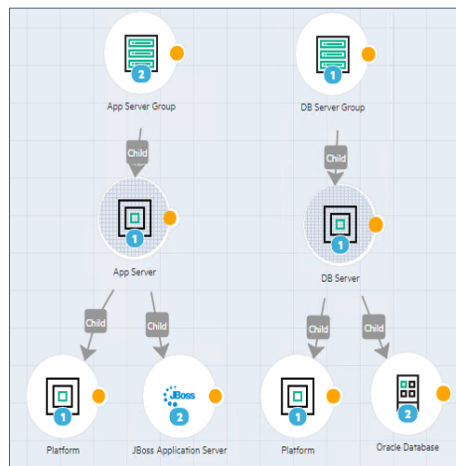 2
1
App Server Group
DB Server Group
Child
Child
1
1
App Server
DB Server
Child
Child
Child
Child
JBoss
1
2
1
2
Platform
JBoss Application Server
Platform
Oracle Database